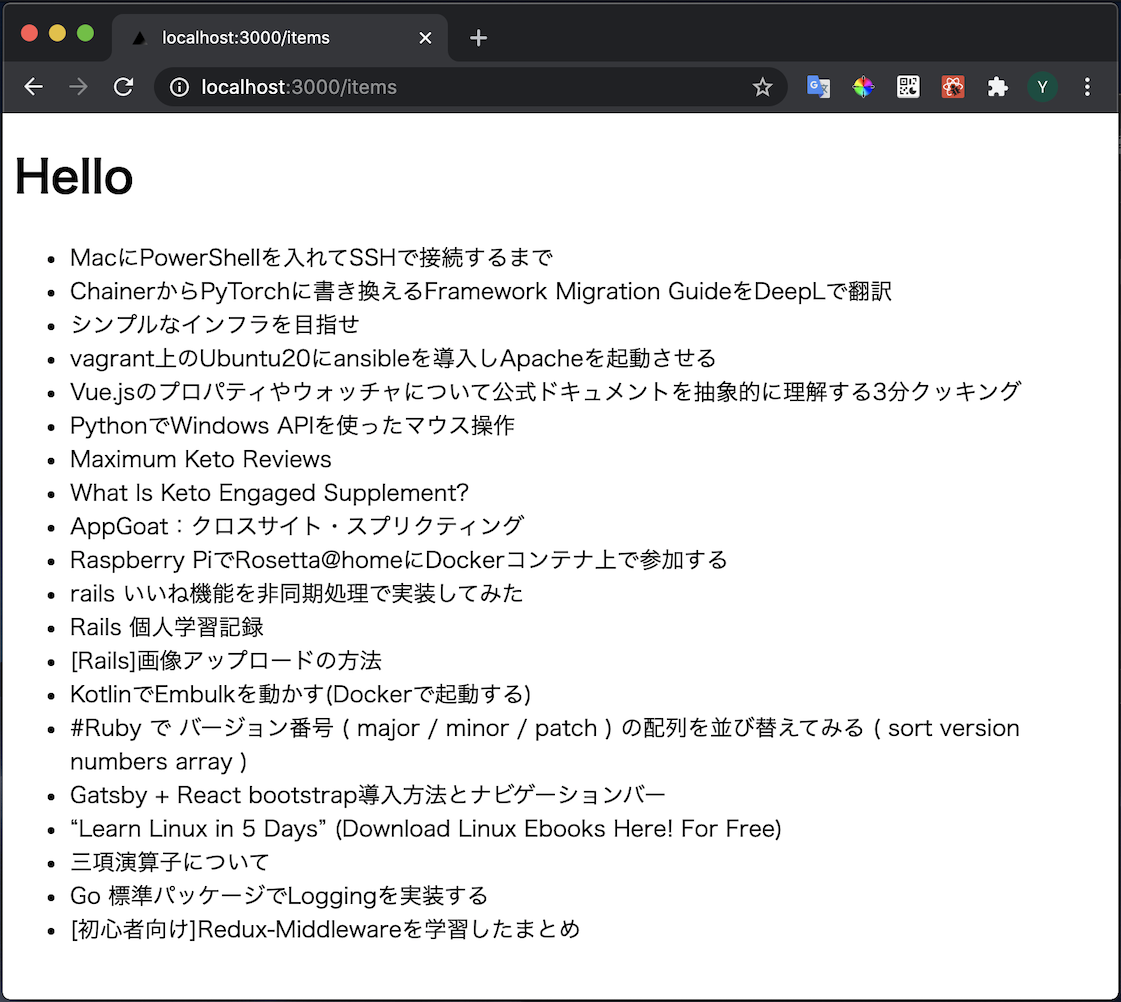 localhost:3000/items
localhost:3000/items
Y
Hello
MacにPowerShellを入れてSSHで接続するまで
ChainerからPyTorchに書き換えるFramework Migration GuideをDeepLで翻訳
シンプルなインフラを目指せ
vagrant上のUbuntu20にansibleを導入しApacheを起動させる
Vue.jsのプロパティやウォッチャについて公式ドキュメントを抽象的に理解する3分クッキング
PythonでWindows APIを使ったマウス操作
Maximum Keto Reviews
What Is Keto Engaged Supplement?
AppGoat：クロスサイト・スプリクティング
Raspberry PiでRosetta@homeにDockerコンテナ上で参加する
rails いいね機能を非同期処理で実装してみた
Rails 個人学習記録
[Rails]画像アップロードの方法
KotlinでEmbulkを動かす(Dockerで起動する)
#Ruby で バージョン番号 ( major / minor / patch ) の配列を並び替えてみる ( sort version
numbers array )
Gatsby + React bootstrap導入方法とナビゲーションバー
“Learn Linux in 5 Days” (Download Linux Ebooks Here! For Free)
三項演算子について
Go 標準パッケージでLoggingを実装する
[初心者向け]Redux-Middlewareを学習したまとめ